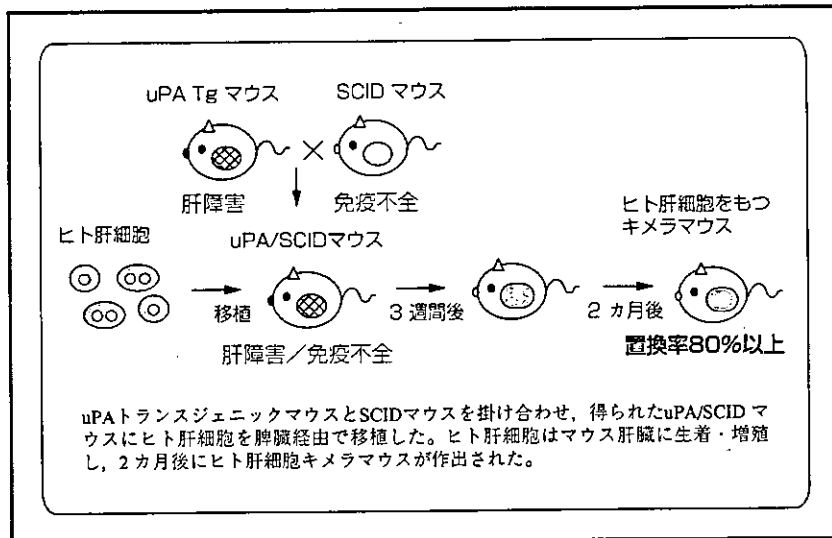 uPA Tg マウス
SCID マウス
×
肝障害
免疫不全
ヒト肝細胞
uPA/SCIDマウス
ヒト肝細胞をもつ
キメラマウス
移植
3 週間後
2 カ月後
肝障害/免疫不全
置換率80%以上
uPAトランスジェニックマウスとSCIDマウスを掛け合わせ,得られたuPA/SCID マ
ウスにヒト肝細胞を脾臓経由で移植した。ヒト肝細胞はマウス肝臓に生着・増殖
し,2カ月後にヒト肝細胞キメラマウスが作出された。